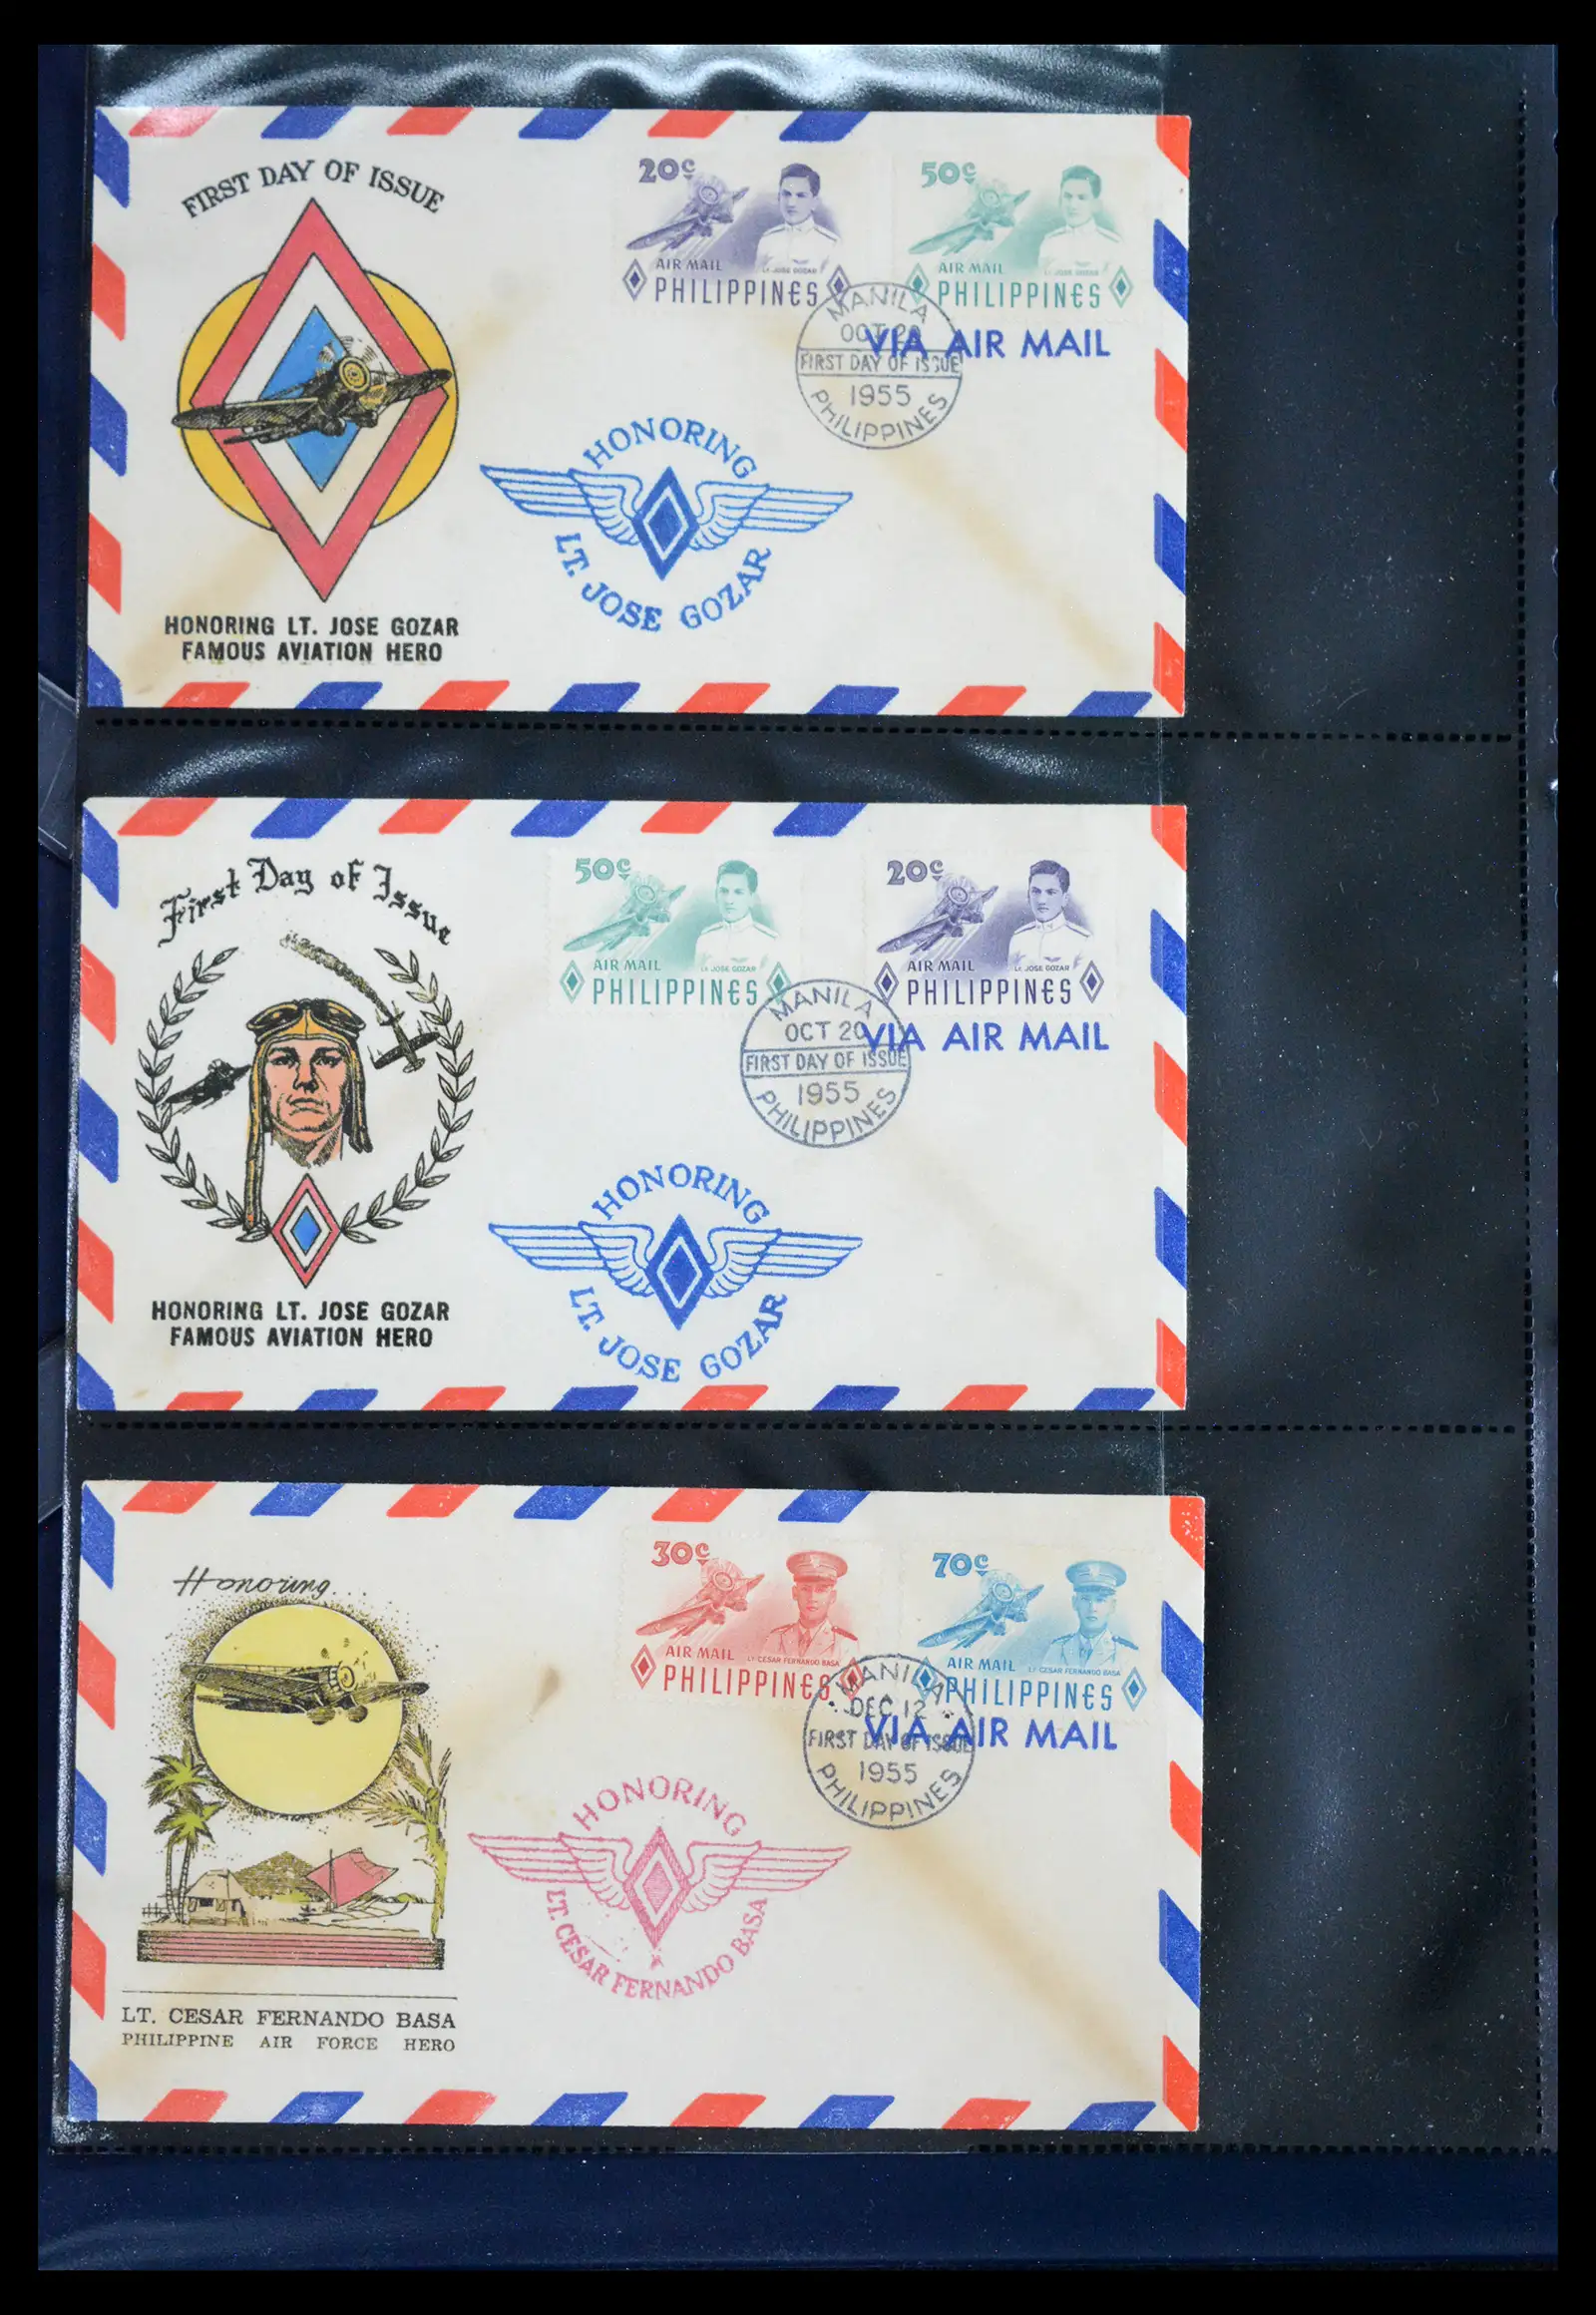 FIRST DAY OF ISSUE
20¢
AIR MAIL
LT. JOSE GOZAR
PHILIPPINES
50¢
AIR MAIL
LT. JOSE GOZAR
PHILIPPINES
VIA AIR MAIL
MANILA
OCT 20
FIRST DAY OF ISSUE
1955
PHILIPPINES
HONORING
LT. JOSE GOZAR
HONORING LT. JOSE GOZAR
FAMOUS AVIATION HERO
First Day of Issue
50¢
AIR MAIL
LT. JOSE GOZAR
PHILIPPINES
20¢
AIR MAIL
LT. JOSE GOZAR
PHILIPPINES
VIA AIR MAIL
MANILA
OCT 20
FIRST DAY OF ISSUE
1955
PHILIPPINES
HONORING
LT. JOSE GOZAR
HONORING LT. JOSE GOZAR
FAMOUS AVIATION HERO
Honoring...
30¢
AIR MAIL
LT. CESAR FERNANDO BASA
PHILIPPINES
70¢
AIR MAIL
LT. CESAR FERNANDO BASA
PHILIPPINES
VIA AIR MAIL
MANILA
DEC 12
FIRST DAY OF ISSUE
1955
PHILIPPINES
HONORING
LT. CESAR FERNANDO BASA
LT. CESAR FERNANDO BASA
PHILIPPINE AIR FORCE HERO